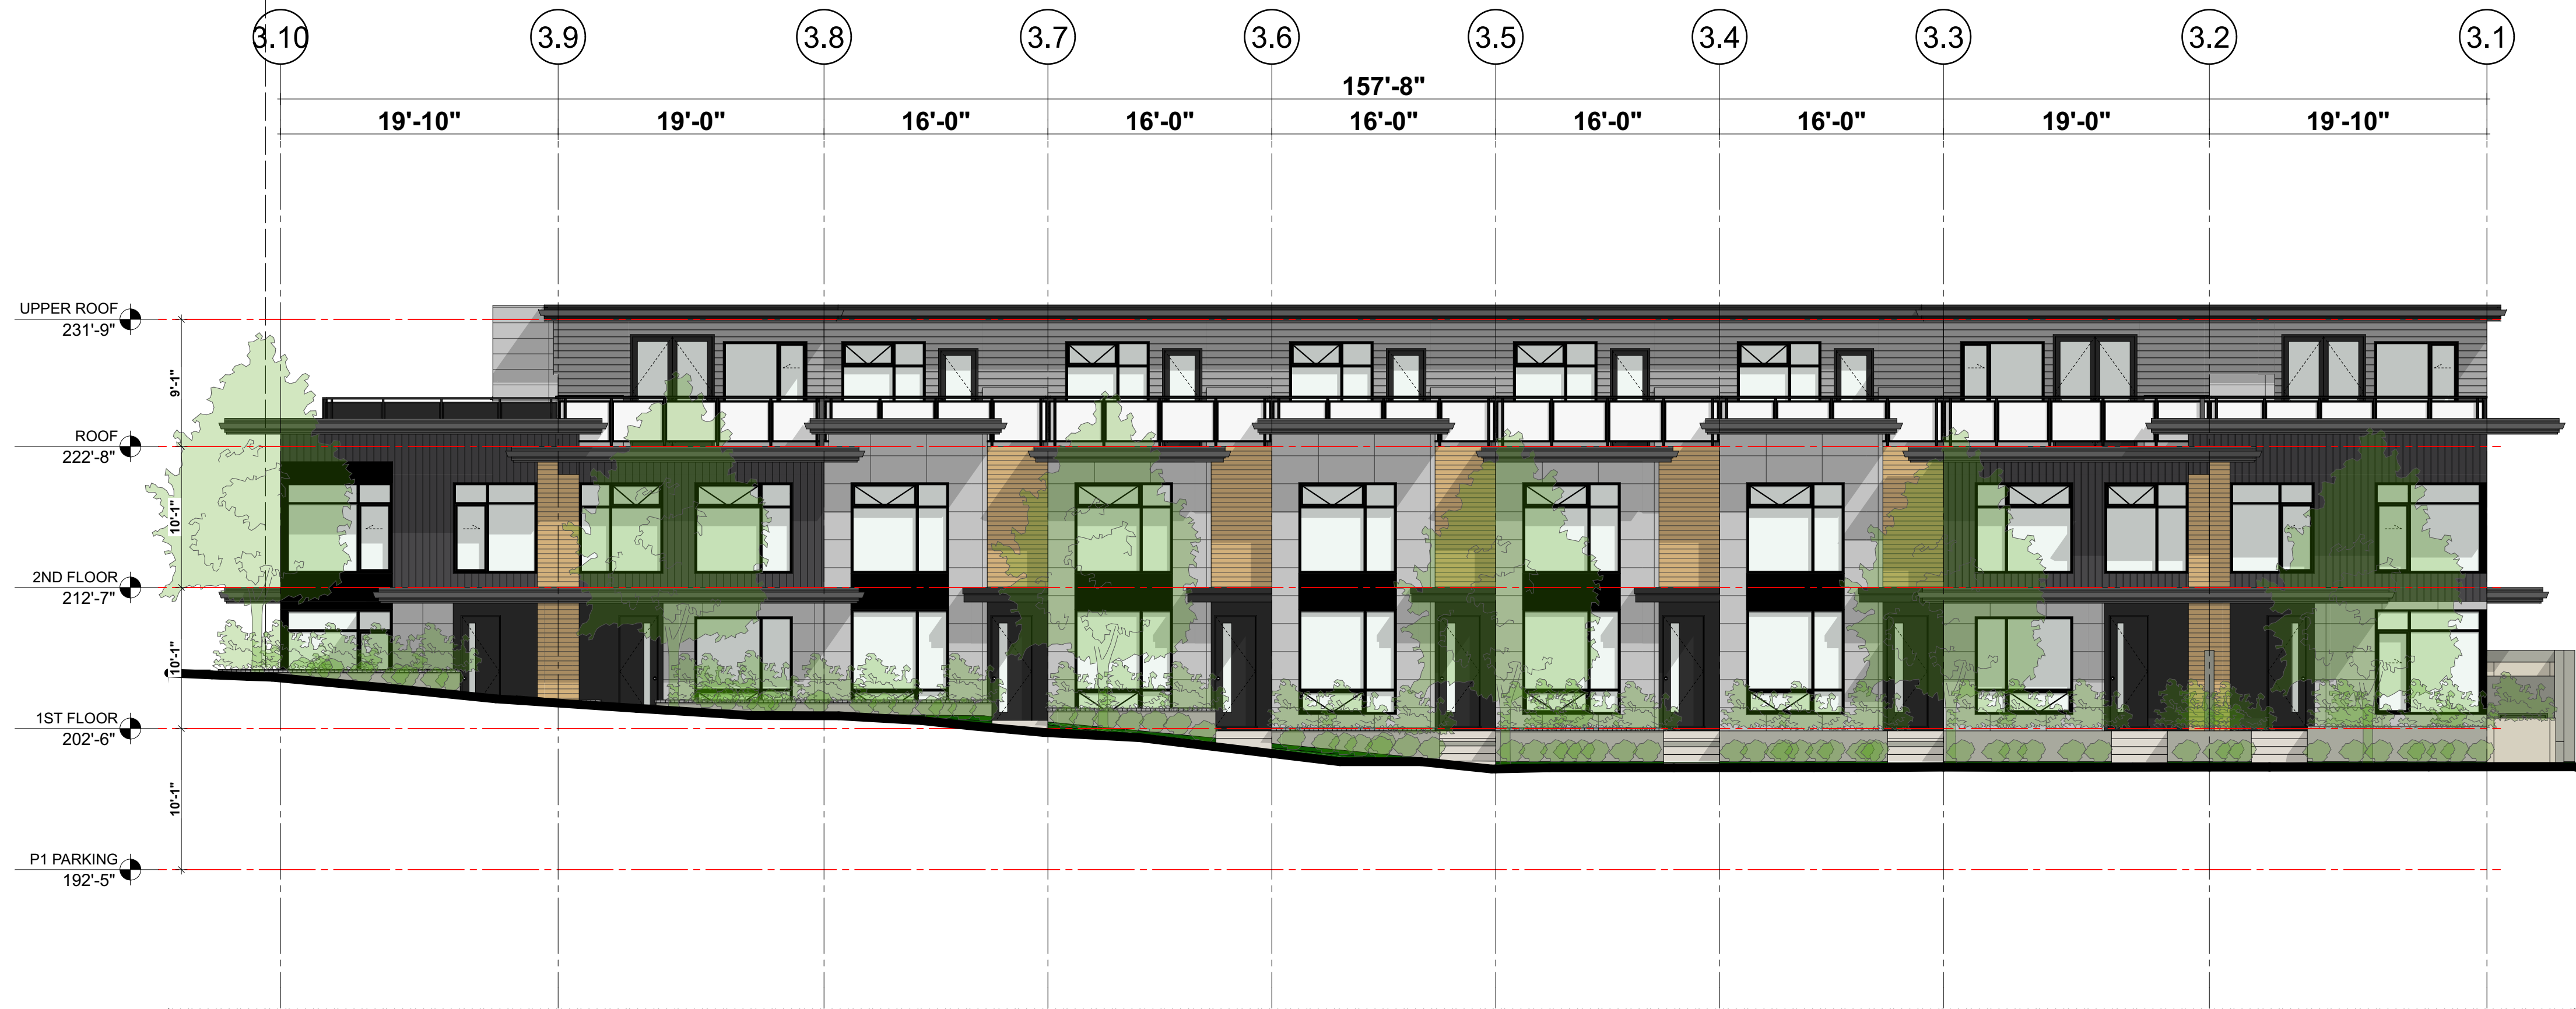 3.10 3.9 3.8 3.7 3.6 3.5 3.4 3.3 3.2 3.1
157'-8"
19'-10" 19'-0" 16'-0" 16'-0" 16'-0" 16'-0" 16'-0" 19'-0" 19'-10"
UPPER ROOF
231'-9"
9'-1"
ROOF
222'-8"
10'-1"
2ND FLOOR
212'-7"
10'-1"
1ST FLOOR
202'-6"
10'-1"
P1 PARKING
192'-5"